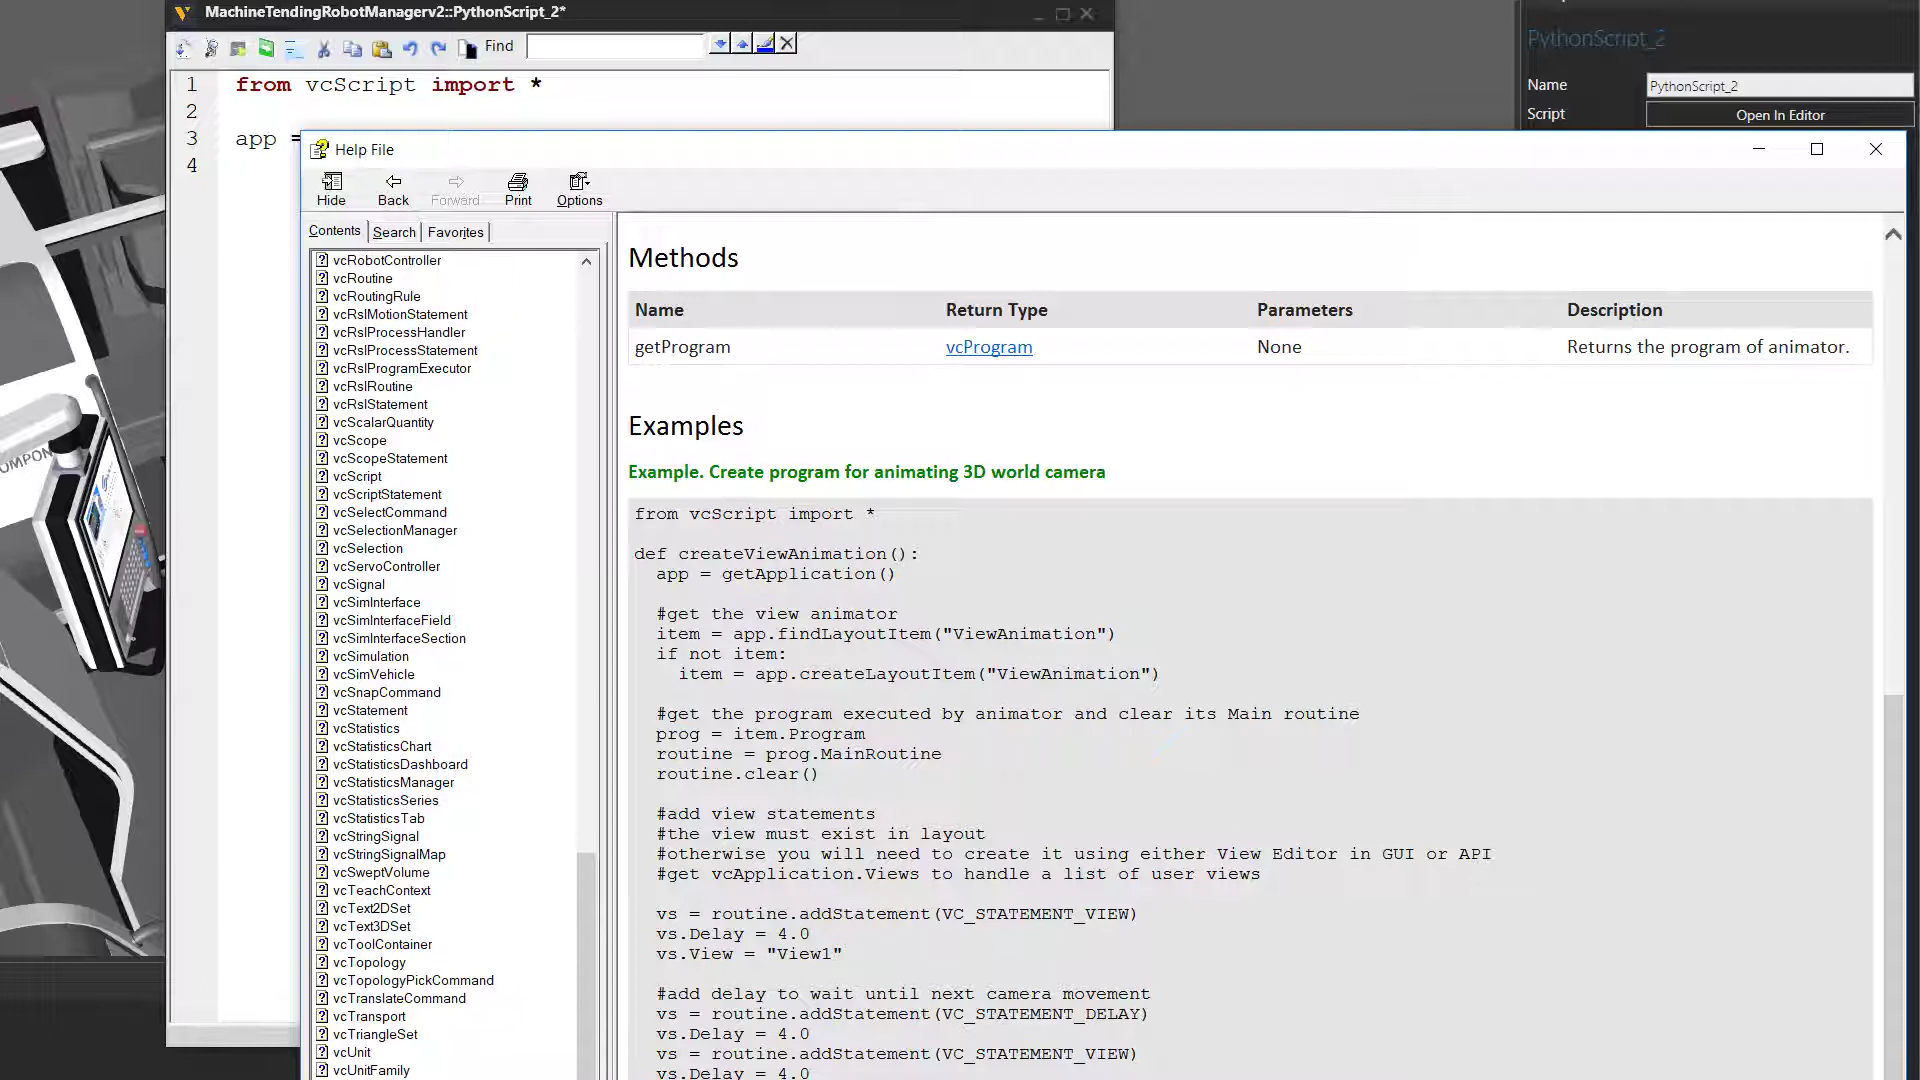 MachineTendingRobotManagerv2::PythonScript_2*
Find
1 from vcScript import *
2
3 app =
4
PythonScript_2
Name PythonScript_2
Script Open In Editor
Help File
Hide Back Forward Print Options
Contents Search Favorites
vcRobotController
vcRoutine
vcRoutingRule
vcRslMotionStatement
vcRslProcessHandler
vcRslProcessStatement
vcRslProgramExecutor
vcRslRoutine
vcRslStatement
vcScalarQuantity
vcScope
vcScopeStatement
vcScript
vcScriptStatement
vcSelectCommand
vcSelectionManager
vcSelection
vcServoController
vcSignal
vcSimInterface
vcSimInterfaceField
vcSimInterfaceSection
vcSimulation
vcSimVehicle
vcSnapCommand
vcStatement
vcStatistics
vcStatisticsChart
vcStatisticsDashboard
vcStatisticsManager
vcStatisticsSeries
vcStatisticsTab
vcStringSignal
vcStringSignalMap
vcSweptVolume
vcTeachContext
vcText2DSet
vcText3DSet
vcToolContainer
vcTopology
vcTopologyPickCommand
vcTranslateCommand
vcTransport
vcTriangleSet
vcUnit
vcUnitFamily
Methods
Name Return Type Parameters Description
getProgram vcProgram None Returns the program of animator.
Examples
Example. Create program for animating 3D world camera
from vcScript import *
def createViewAnimation():
app = getApplication()
#get the view animator
item = app.findLayoutItem("ViewAnimation")
if not item:
item = app.createLayoutItem("ViewAnimation")
#get the program executed by animator and clear its Main routine
prog = item.Program
routine = prog.MainRoutine
routine.clear()
#add view statements
#the view must exist in layout
#otherwise you will need to create it using either View Editor in GUI or API
#get vcApplication.Views to handle a list of user views
vs = routine.addStatement(VC_STATEMENT_VIEW)
vs.Delay = 4.0
vs.View = "View1"
#add delay to wait until next camera movement
vs = routine.addStatement(VC_STATEMENT_DELAY)
vs.Delay = 4.0
vs = routine.addStatement(VC_STATEMENT_VIEW)
vs.Delay = 4.0